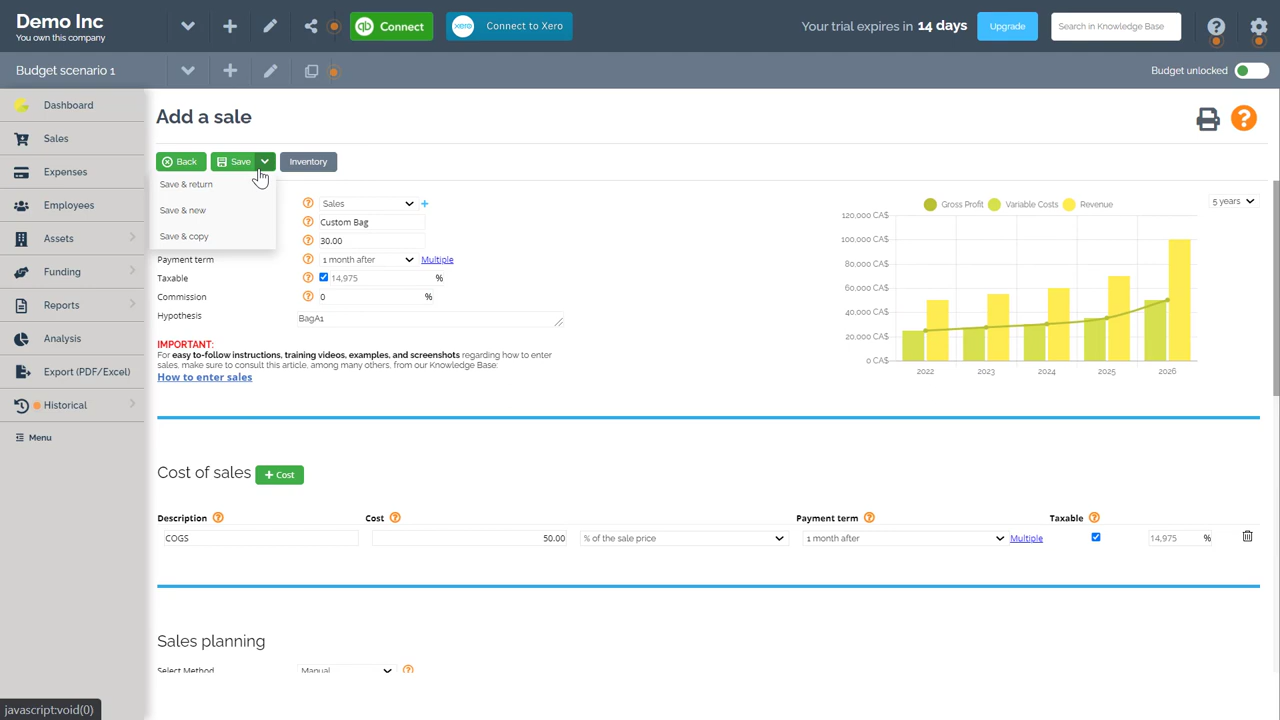 Demo Inc
You own this company
Connect
Connect to Xero
Your trial expires in 14 days
Upgrade
Search in Knowledge Base
Budget scenario 1
Budget unlocked
Dashboard
Sales
Expenses
Employees
Assets
Funding
Reports
Analysis
Export (PDF/Excel)
Historical
Menu
Add a sale
Back
Save
Inventory
Save & return
Save & new
Save & copy
Sales
Custom Bag
30.00
Payment term
1 month after
Multiple
Taxable
14,975 %
Commission
0 %
Hypothesis
BagA1
IMPORTANT:
For easy-to-follow instructions, training videos, examples, and screenshots regarding how to enter
sales, make sure to consult this article, among many others, from our Knowledge Base:
How to enter sales
Gross Profit Variable Costs Revenue
5 years
120,000 CA$
100,000 CA$
80,000 CA$
60,000 CA$
40,000 CA$
20,000 CA$
0 CA$
2022 2023 2024 2025 2026
Cost of sales
+ Cost
Description Cost Payment term Taxable
COGS 50.00 % of the sale price 1 month after Multiple 14,975 %
Sales planning
Select Method Manual
javascript:void(0)